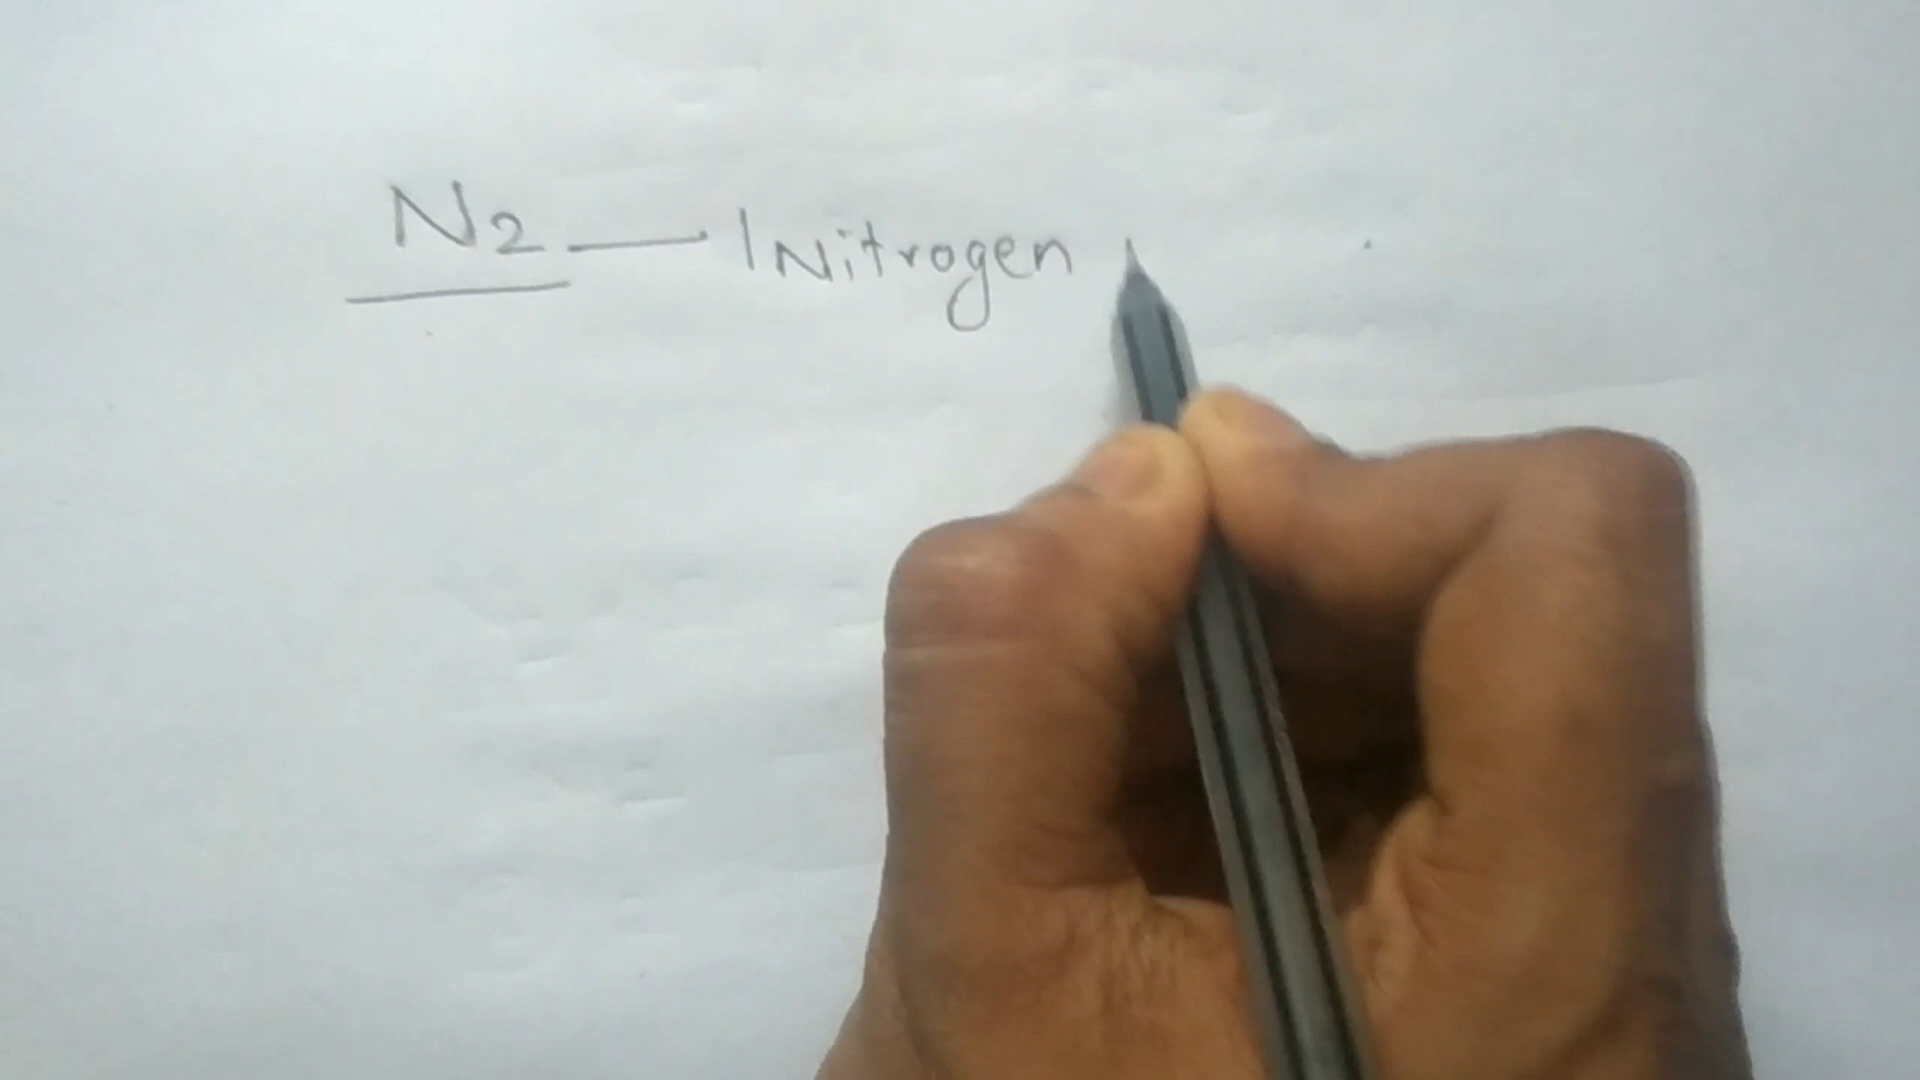 N2 — | Nitrogen